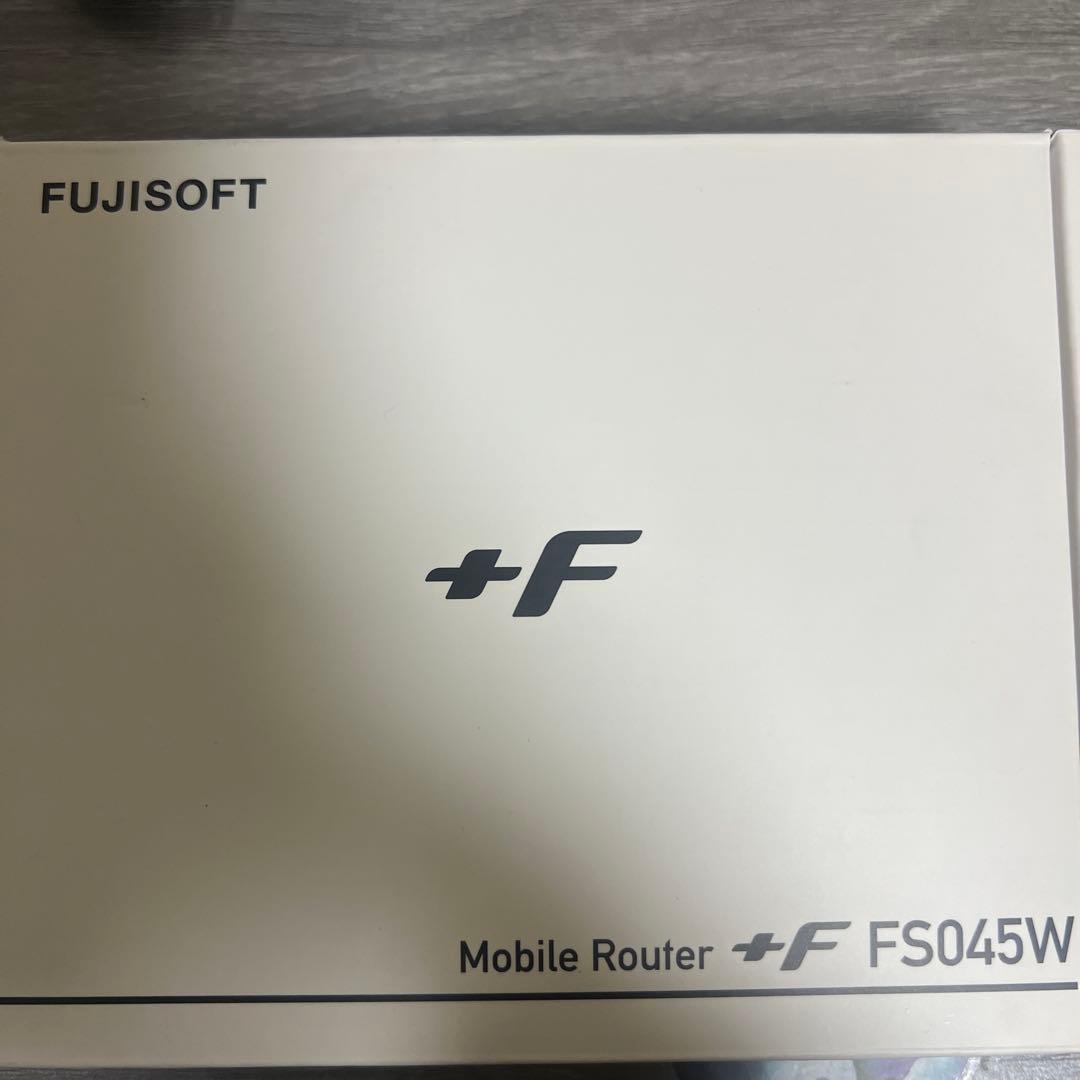 FUJISOFT
+F
Mobile Router +F FS045W